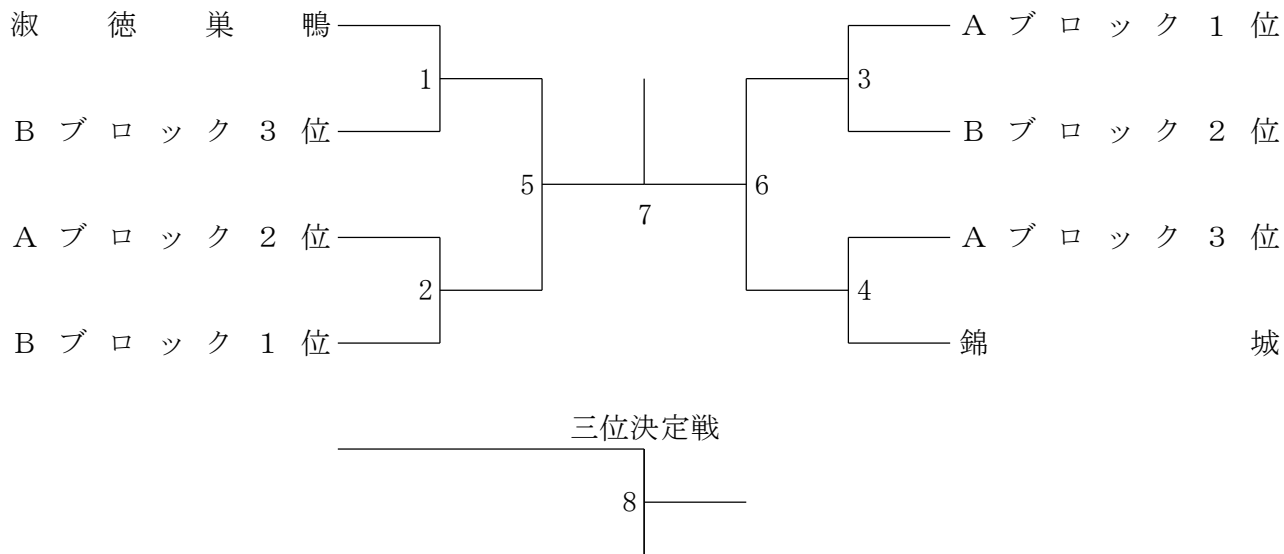 淑徳巣鴨
Aブロック1位
1
3
Bブロック3位
Bブロック2位
5
6
7
Aブロック2位
Aブロック3位
2
4
Bブロック1位
錦城
三位決定戦
8